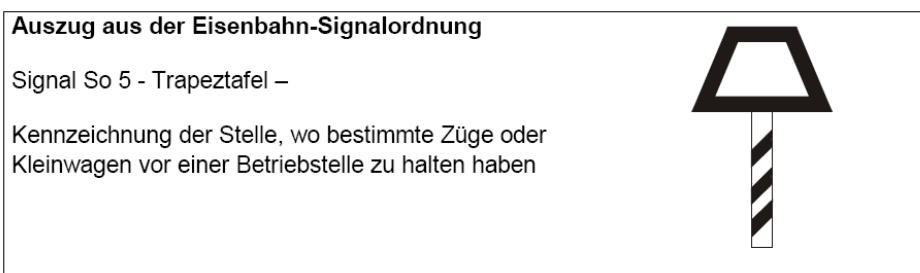 Auszug aus der Eisenbahn-Signalordnung
Signal So 5 - Trapeztafel –
Kennzeichnung der Stelle, wo bestimmte Züge oder
Kleinwagen vor einer Betriebstelle zu halten haben